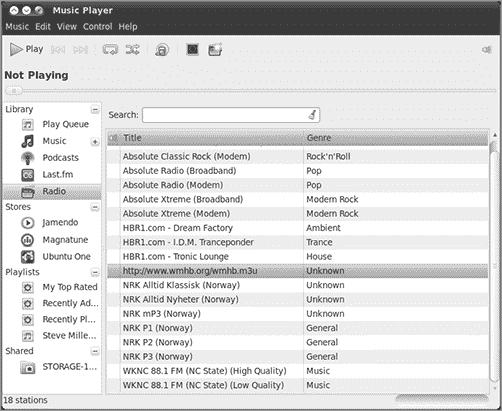 Music Player
Music Edit View Control Help
Play
Not Playing
Library
Play Queue
Music
Podcasts
Last.fm
Radio
Stores
Jamendo
Magnatune
Ubuntu One
Playlists
My Top Rated
Recently Ad...
Recently Pl...
Steve Mille...
Shared
STORAGE-1...
Search:
Title Genre
Absolute Classic Rock (Modem) Rock'n'Roll
Absolute Radio (Broadband) Pop
Absolute Radio (Modem) Pop
Absolute Xtreme (Broadband) Modern Rock
Absolute Xtreme (Modem) Modern Rock
HBR1.com - Dream Factory Ambient
HBR1.com - I.D.M. Tranceponder Trance
HBR1.com - Tronic Lounge House
http://www.wmhb.org/wmhb.m3u Unknown
NRK Alltid Klassisk (Norway) Unknown
NRK Alltid Nyheter (Norway) Unknown
NRK mP3 (Norway) Unknown
NRK P1 (Norway) General
NRK P2 (Norway) General
NRK P3 (Norway) General
WKNC 88.1 FM (NC State) (High Quality) Music
WKNC 88.1 FM (NC State) (Low Quality) Music
18 stations